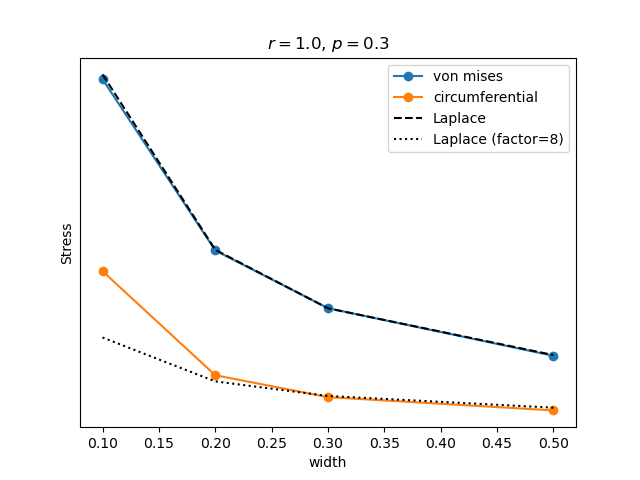 r = 1.0, p = 0.3
von mises
circumferential
Laplace
Laplace (factor=8)
Stress
0.10 0.15 0.20 0.25 0.30 0.35 0.40 0.45 0.50
width